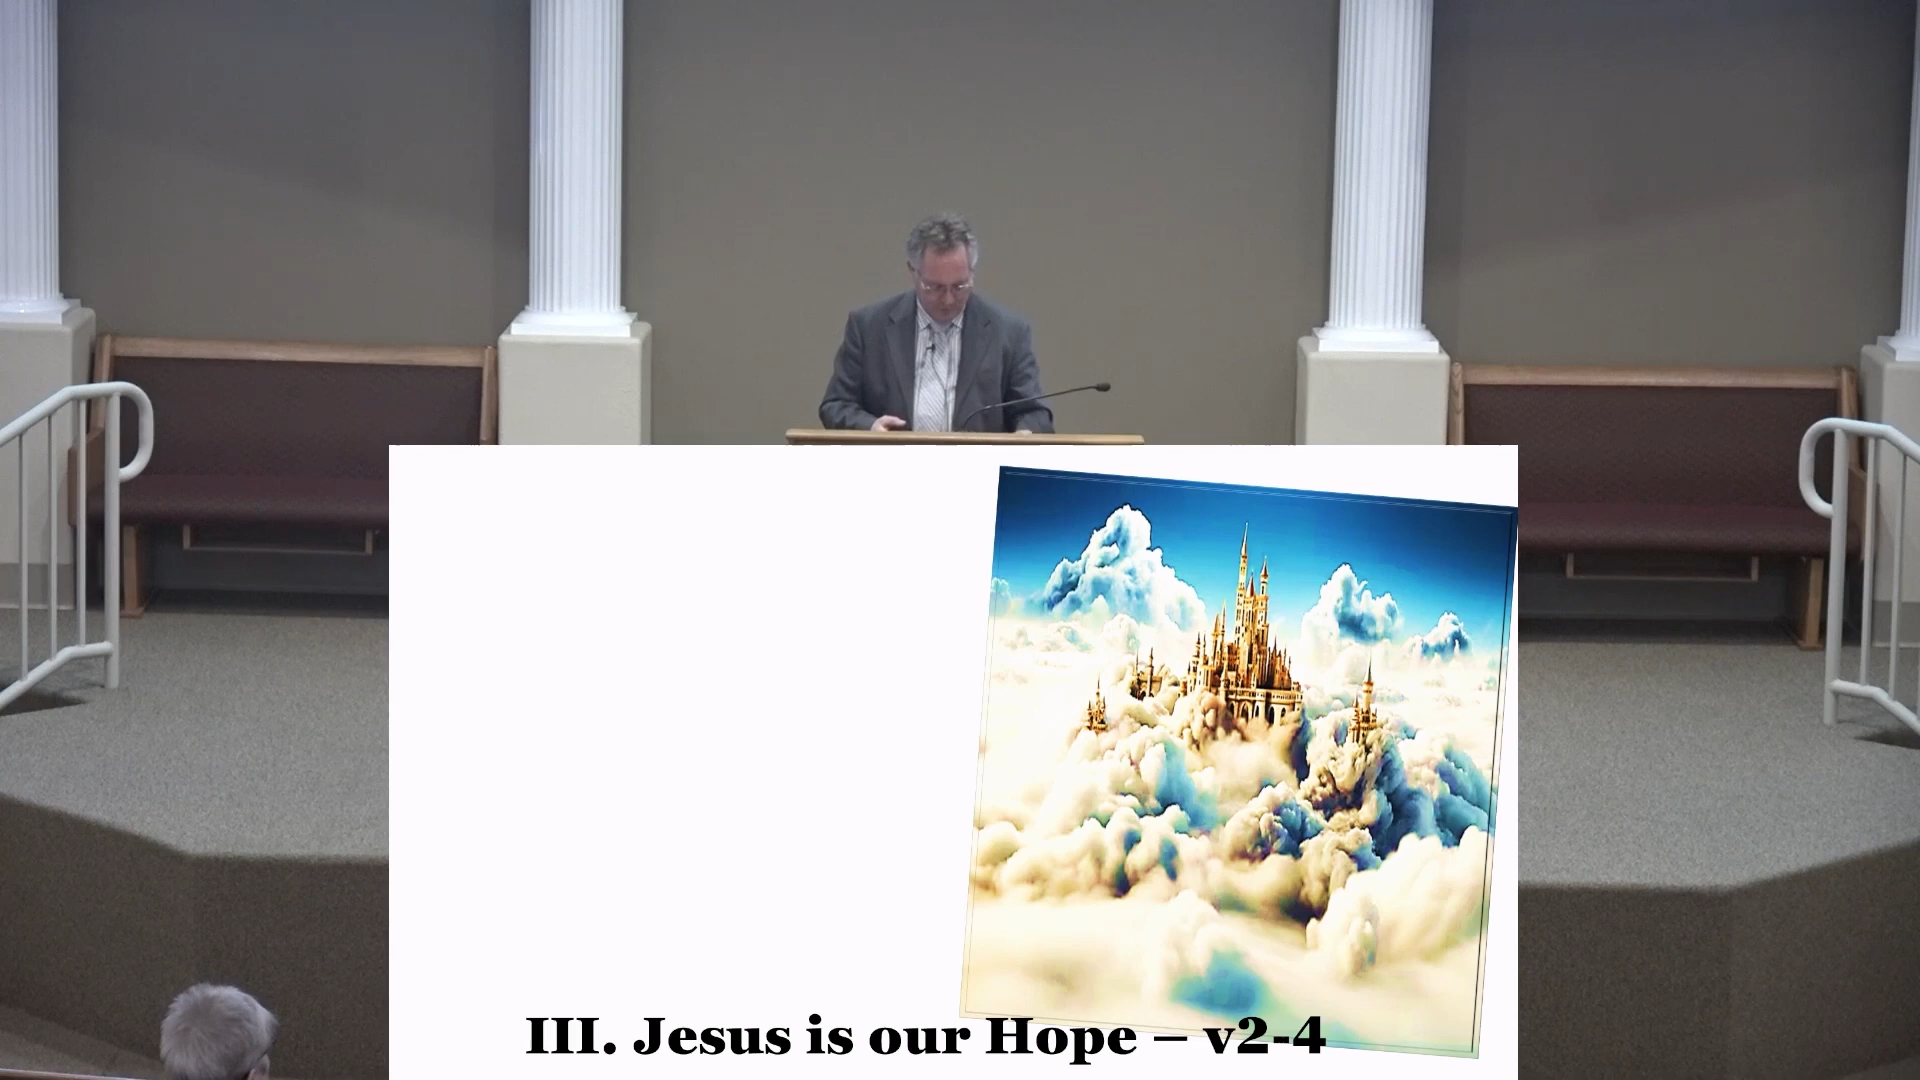 III. Jesus is our Hope – v2-4